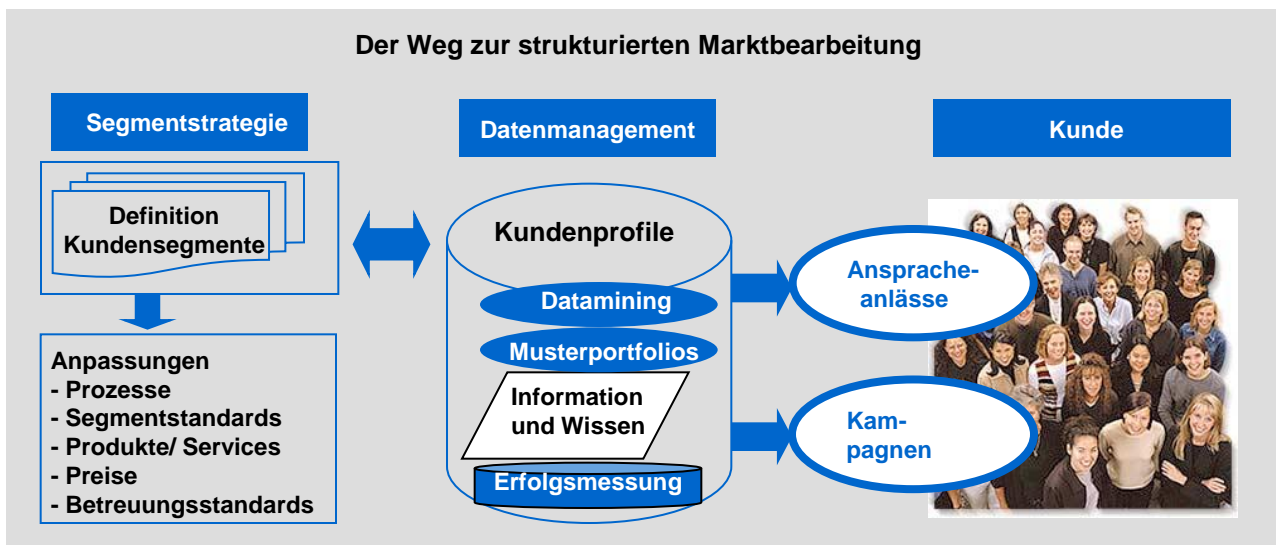 Der Weg zur strukturierten Marktbearbeitung
Segmentstrategie
Definition
Kundensegmente
Anpassungen
- Prozesse
- Segmentstandards
- Produkte/ Services
- Preise
- Betreuungsstandards
Datenmanagement
Kundenprofile
Datamining
Musterportfolios
Information
und Wissen
Erfolgsmessung
Kunde
Ansprache-
anlässe
Kam-
pagnen